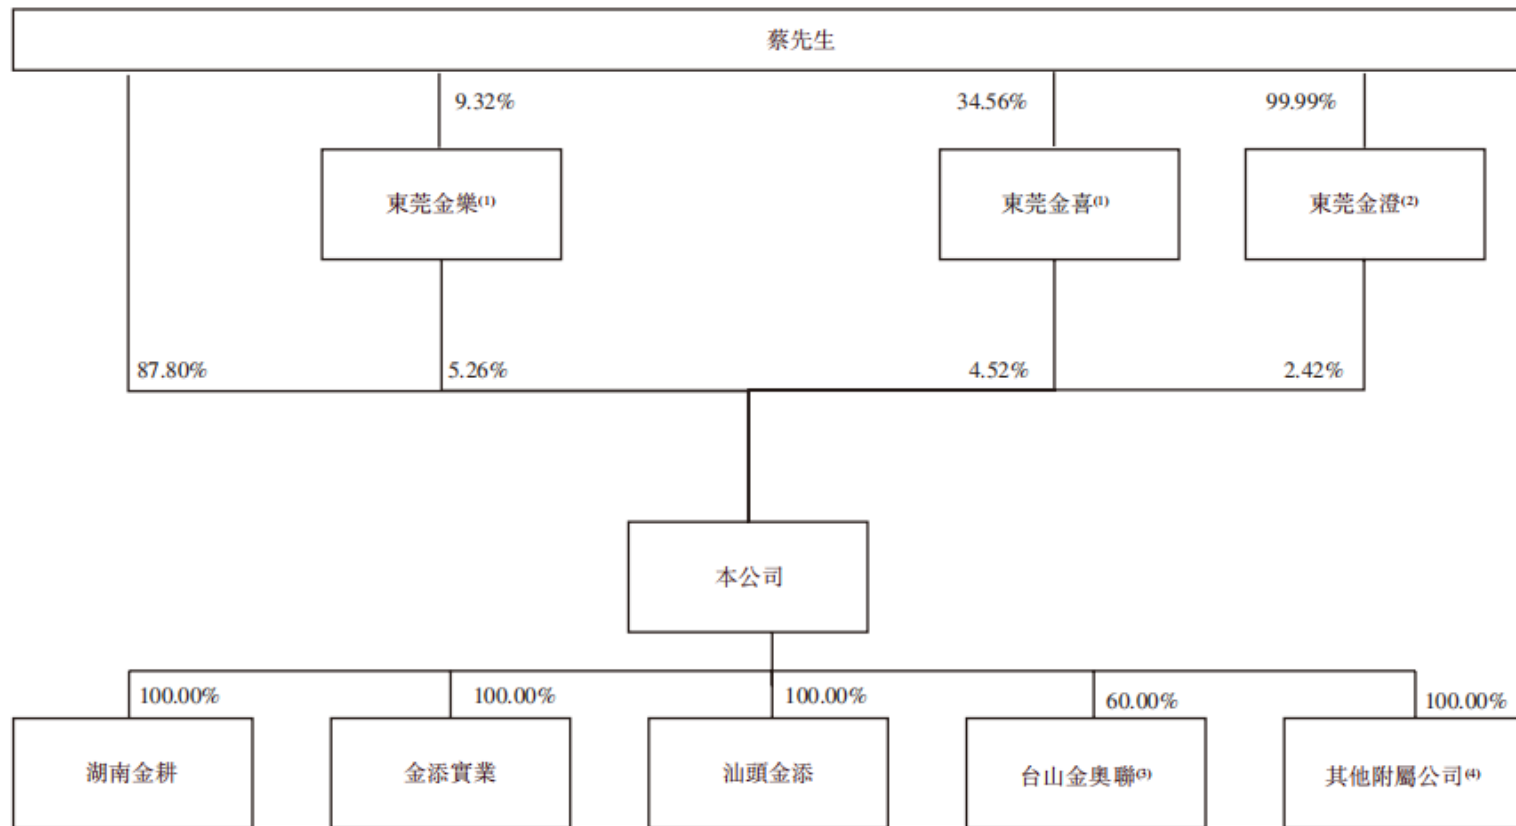 蔡先生
9.32%
34.56%
99.99%
東莞金樂(1)
東莞金喜(1)
東莞金澄(2)
87.80%
5.26%
4.52%
2.42%
本公司
100.00%
100.00%
100.00%
60.00%
100.00%
湖南金耕
金添實業
汕頭金添
台山金奧聯(3)
其他附屬公司(4)